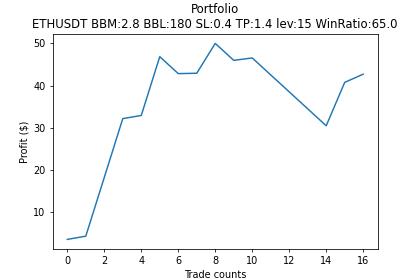 Portfolio
ETHUSDT BBM:2.8 BBL:180 SL:0.4 TP:1.4 lev:15 WinRatio:65.0
50
40
30
20
10
Profit ($)
0 2 4 6 8 10 12 14 16
Trade counts